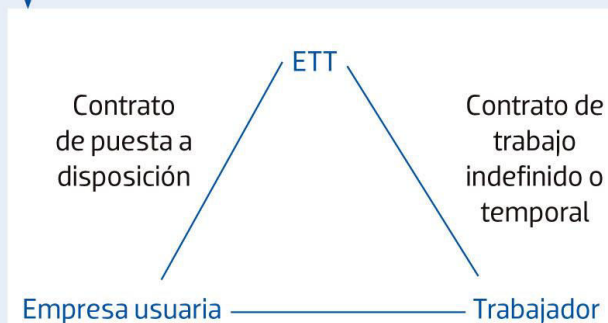 ETT
Contrato
de puesta a
disposición
Contrato de
trabajo
indefinido o
temporal
Empresa usuaria
Trabajador